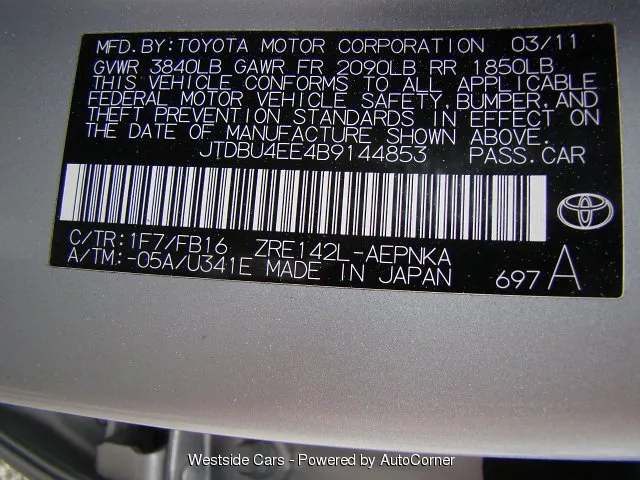 MFD.BY:TOYOTA MOTOR CORPORATION 03/11
GVWR 3840LB GAWR FR 2090LB RR 1850LB
THIS VEHICLE CONFORMS TO ALL APPLICABLE
FEDERAL MOTOR VEHICLE SAFETY,BUMPER,AND
THEFT PREVENTION STANDARDS IN EFFECT ON
THE DATE OF MANUFACTURE SHOWN ABOVE.
JTDBU4EE4B9144853 PASS.CAR
C/TR:1F7/FB16 ZRE142L-AEPNKA
A/TM:-05A/U341E MADE IN JAPAN 697 A
Westside Cars - Powered by AutoCorner